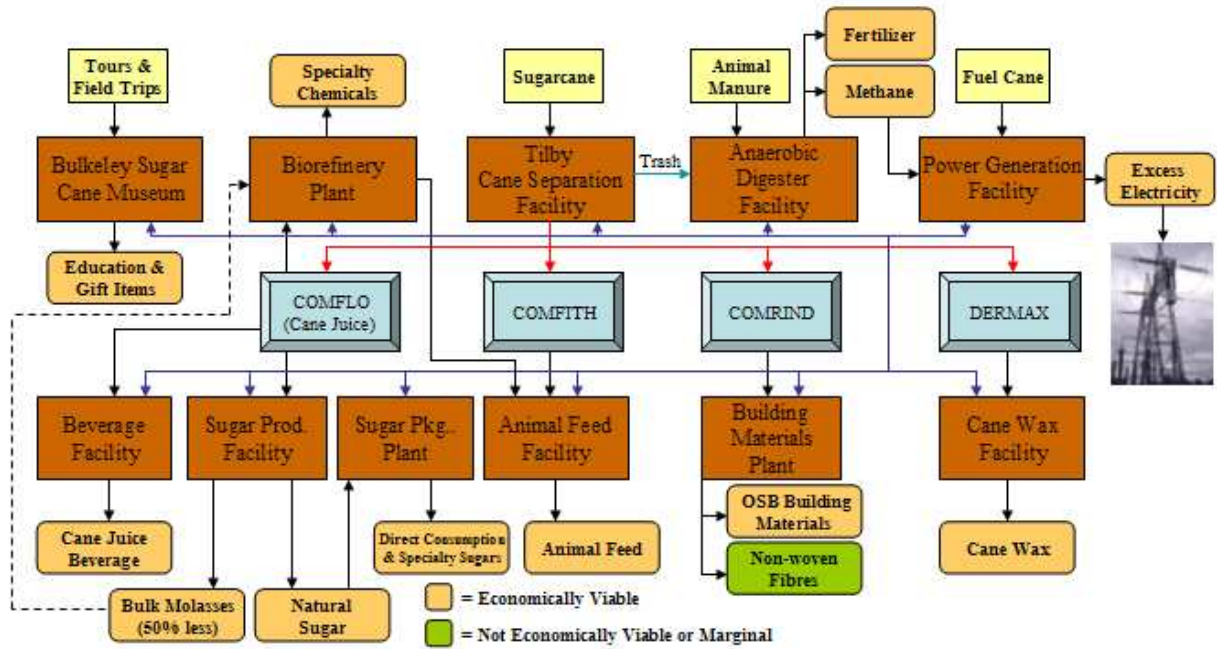 Tours &
Field Trips
Specialty
Chemicals
Sugarcane
Animal
Manure
Fertilizer
Methane
Fuel Cane
Bulkeley Sugar
Cane Museum
Biorefinery
Plant
Tilby
Cane Separation
Facility
Trash
Anaerobic
Digester
Facility
Power Generation
Facility
Excess
Electricity
Education &
Gift Items
COMFLO
(Cane Juice)
COMFITH
COMRIND
DERMAX
Beverage
Facility
Sugar Prod.
Facility
Sugar Pkg..
Plant
Animal Feed
Facility
Building
Materials
Plant
Cane Wax
Facility
Cane Juice
Beverage
Direct Consumption
& Specialty Sugars
Animal Feed
OSB Building
Materials
Cane Wax
Non-woven
Fibres
Bulk Molasses
(50% less)
Natural
Sugar
= Economically Viable
= Not Economically Viable or Marginal